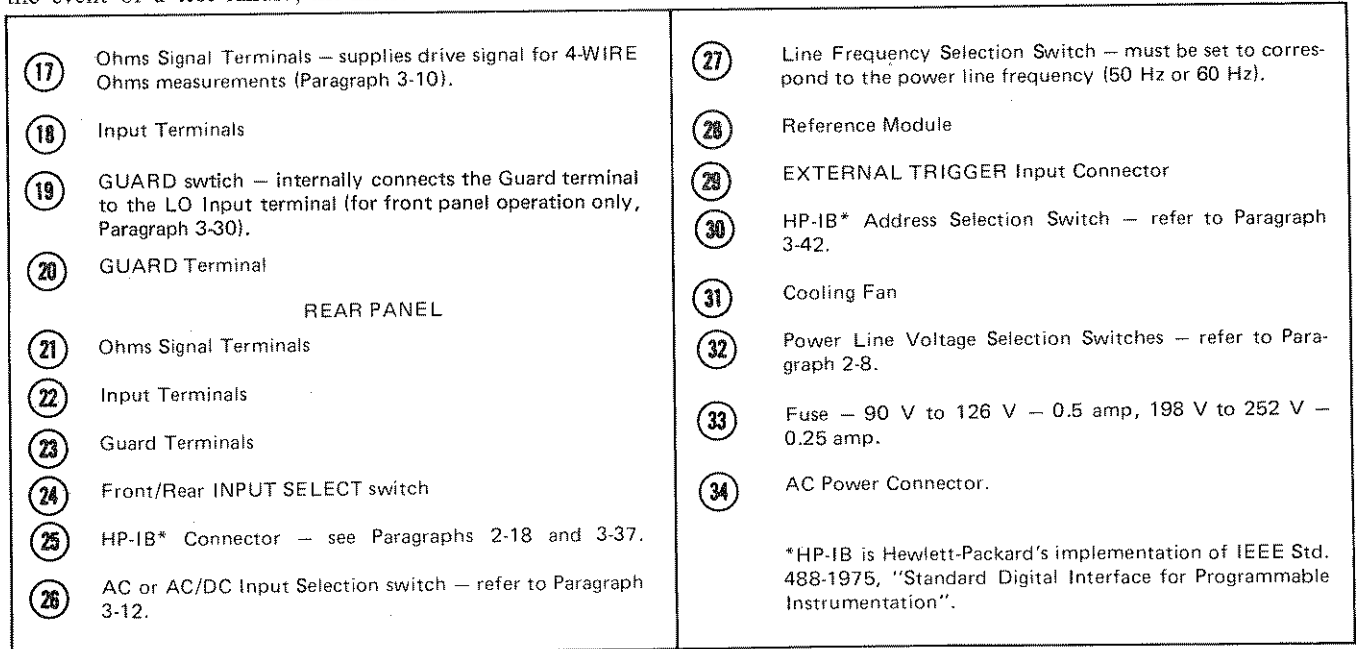 the event of a test failure,
17 Ohms Signal Terminals — supplies drive signal for 4-WIRE
Ohms measurements (Paragraph 3-10).
18 Input Terminals
19 GUARD swtich — internally connects the Guard terminal
to the LO Input terminal (for front panel operation only,
Paragraph 3-30).
20 GUARD Terminal
REAR PANEL
21 Ohms Signal Terminals
22 Input Terminals
23 Guard Terminals
24 Front/Rear INPUT SELECT switch
25 HP-IB* Connector — see Paragraphs 2-18 and 3-37.
26 AC or AC/DC Input Selection switch — refer to Paragraph
3-12.
27 Line Frequency Selection Switch — must be set to corres-
pond to the power line frequency (50 Hz or 60 Hz).
28 Reference Module
29 EXTERNAL TRIGGER Input Connector
30 HP-IB* Address Selection Switch — refer to Paragraph
3-42.
31 Cooling Fan
32 Power Line Voltage Selection Switches — refer to Para-
graph 2-8.
33 Fuse — 90 V to 126 V — 0.5 amp, 198 V to 252 V —
0.25 amp.
34 AC Power Connector.
*HP-IB is Hewlett-Packard's implementation of IEEE Std.
488-1975, "Standard Digital Interface for Programmable
Instrumentation".